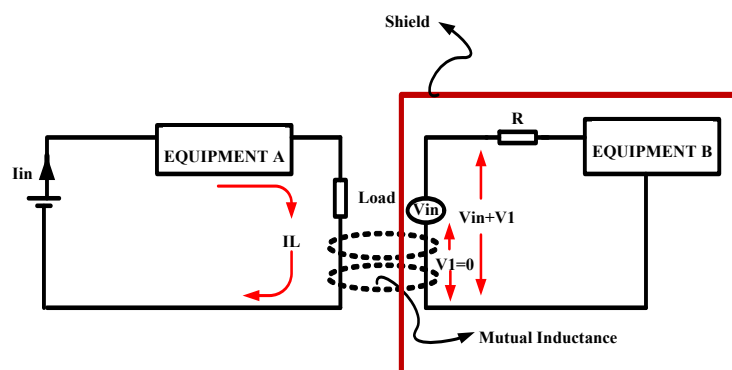 Shield
R
EQUIPMENT A
EQUIPMENT B
Iin
Load
Vin
Vin+V1
IL
V1=0
Mutual Inductance